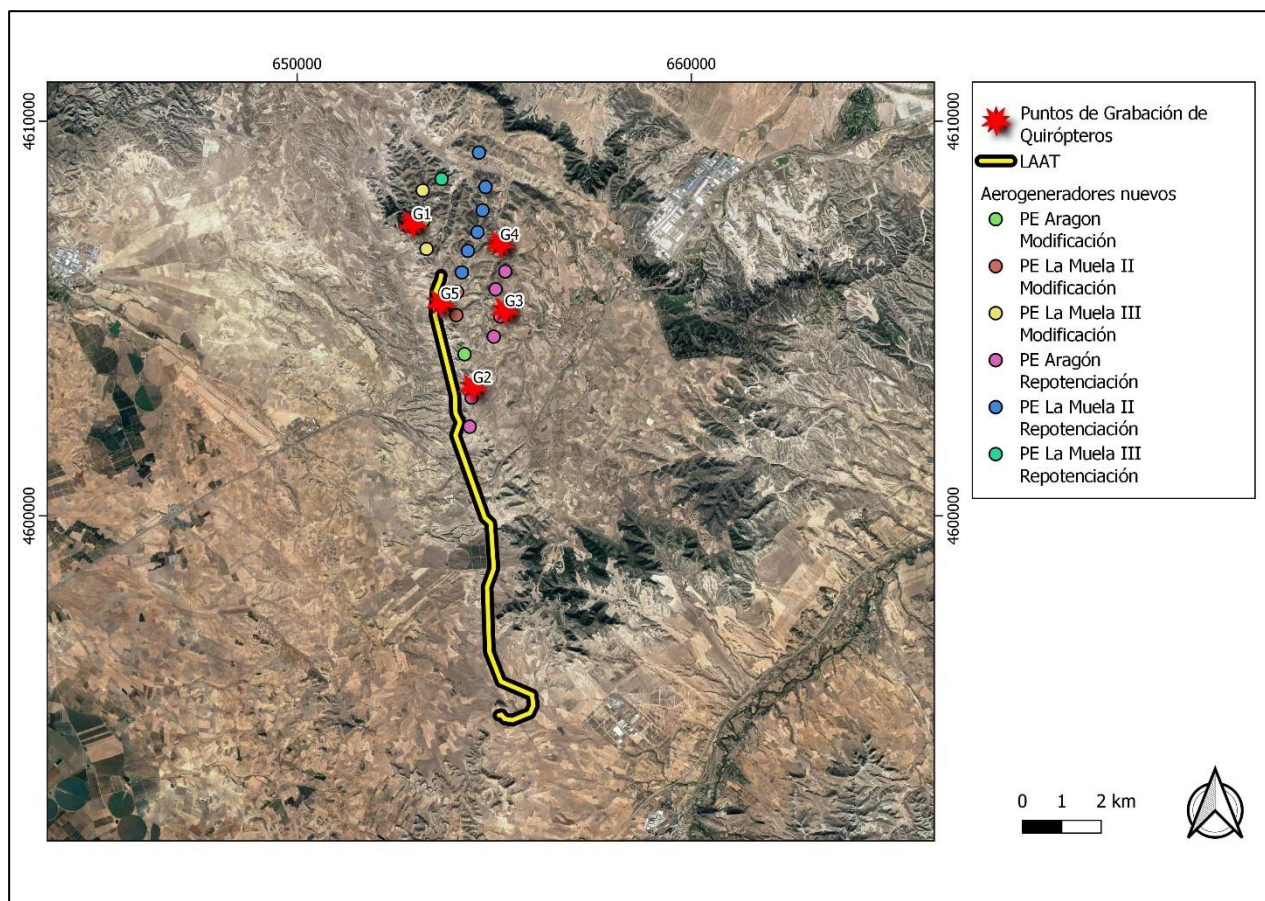 650000
660000
4610000
4610000
4600000
4600000
G1
G4
G5
G3
G2
Puntos de Grabación de
Quirópteros
LAAT
Aerogeneradores nuevos
PE Aragon
Modificación
PE La Muela II
Modificación
PE La Muela III
Modificación
PE Aragón
Repotenciación
PE La Muela II
Repotenciación
PE La Muela III
Repotenciación
0 1 2 km